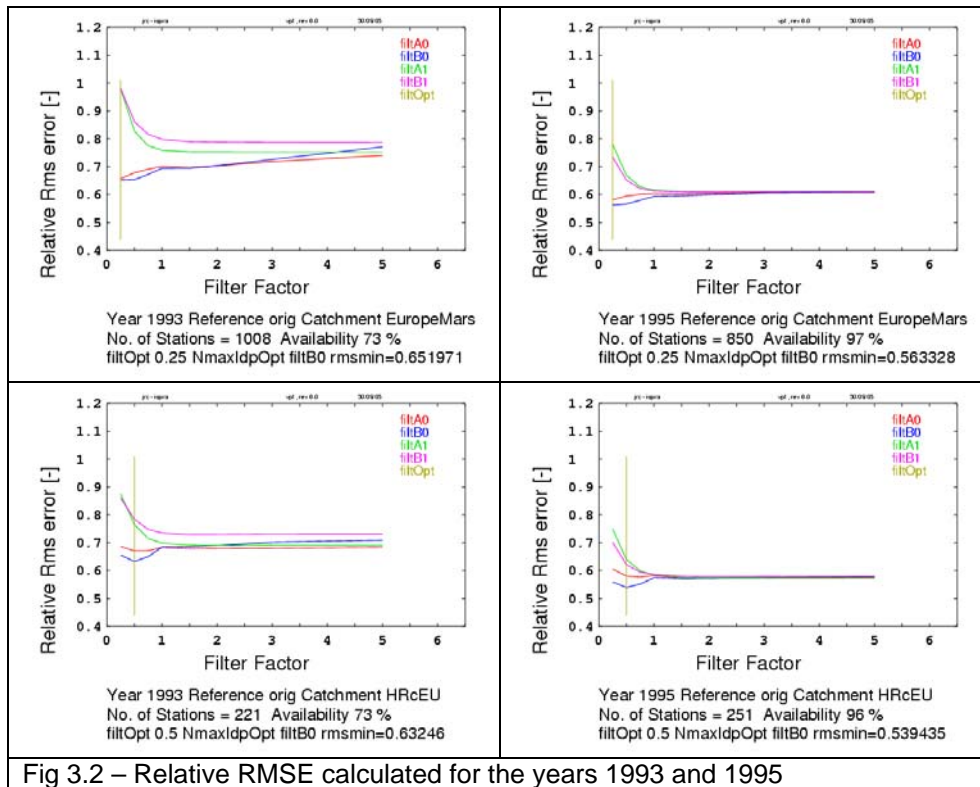 1.2
1.1
1
0.9
0.8
0.7
0.6
0.5
0.4
Relative Rms error [-]
filtA0
filtB0
filtA1
filtB1
filtOpt
0 1 2 3 4 5 6
Filter Factor
Year 1993 Reference orig Catchment EuropeMars
No. of Stations = 1008 Availability 73 %
filtOpt 0.25 NmaxIdpOpt filtB0 rmsmin=0.651971
1.2
1.1
1
0.9
0.8
0.7
0.6
0.5
0.4
Relative Rms error [-]
filtA0
filtB0
filtA1
filtB1
filtOpt
0 1 2 3 4 5 6
Filter Factor
Year 1995 Reference orig Catchment EuropeMars
No. of Stations = 850 Availability 97 %
filtOpt 0.25 NmaxIdpOpt filtB0 rmsmin=0.563328
1.2
1.1
1
0.9
0.8
0.7
0.6
0.5
0.4
Relative Rms error [-]
filtA0
filtB0
filtA1
filtB1
filtOpt
0 1 2 3 4 5 6
Filter Factor
Year 1993 Reference orig Catchment HRcEU
No. of Stations = 221 Availability 73 %
filtOpt 0.5 NmaxIdpOpt filtB0 rmsmin=0.63246
1.2
1.1
1
0.9
0.8
0.7
0.6
0.5
0.4
Relative Rms error [-]
filtA0
filtB0
filtA1
filtB1
filtOpt
0 1 2 3 4 5 6
Filter Factor
Year 1995 Reference orig Catchment HRcEU
No. of Stations = 251 Availability 96 %
filtOpt 0.5 NmaxIdpOpt filtB0 rmsmin=0.539435
Fig 3.2 – Relative RMSE calculated for the years 1993 and 1995